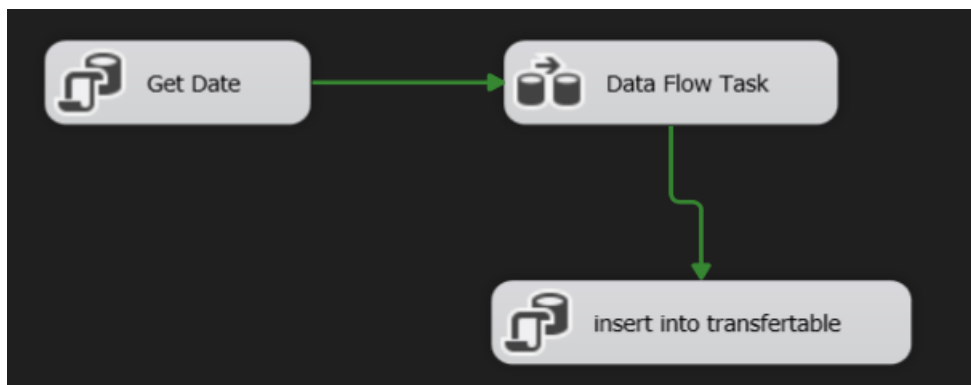 Get Date
Data Flow Task
insert into transfertable